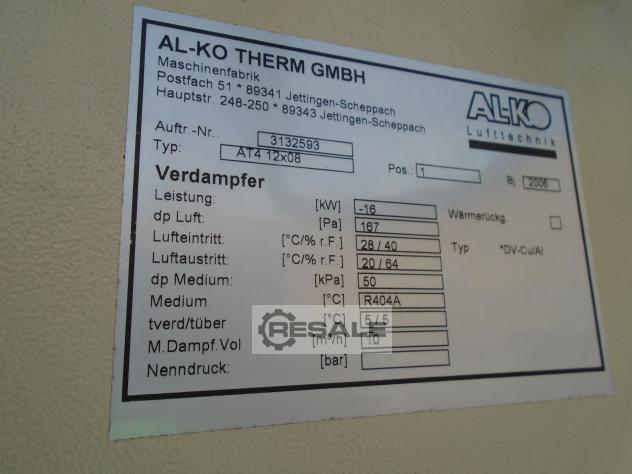 AL-KO THERM GMBH
Maschinenfabrik
Postfach 51 * 89341 Jettingen-Scheppach
Hauptstr. 248-250 * 89343 Jettingen-Scheppach
AL-KO
Lufttechnik
Auftr.-Nr.: 3132593
Typ: AT4 12x08 Pos.: 1 Bj.: 2006
Verdampfer
Leistung: [kW] -16 Wärmerückg.
dp Luft: [Pa] 167
Lufteintritt: [°C/% r.F.] 28 / 40 Typ *DV-Cu/Al
Luftaustritt: [°C/% r.F.] 20 / 64
dp Medium: [kPa] 50
Medium [°C] R404A
tverd/tüber [°C] 5 / 5
M.Dampf.Vol [m³/h] 10
Nenndruck: [bar]
RESALE